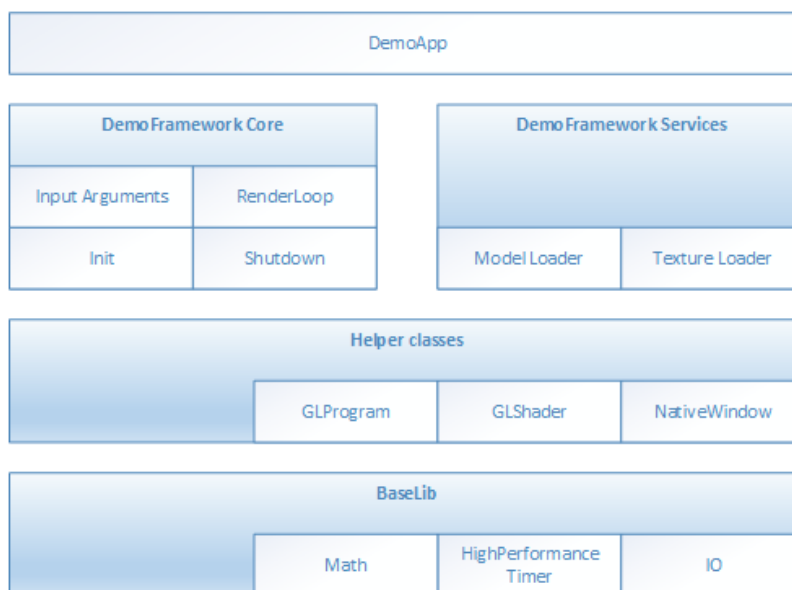 DemoApp
DemoFramework Core
DemoFramework Services
Input Arguments
RenderLoop
Init
Shutdown
Model Loader
Texture Loader
Helper classes
GLProgram
GLShader
NativeWindow
BaseLib
Math
HighPerformance
Timer
IO